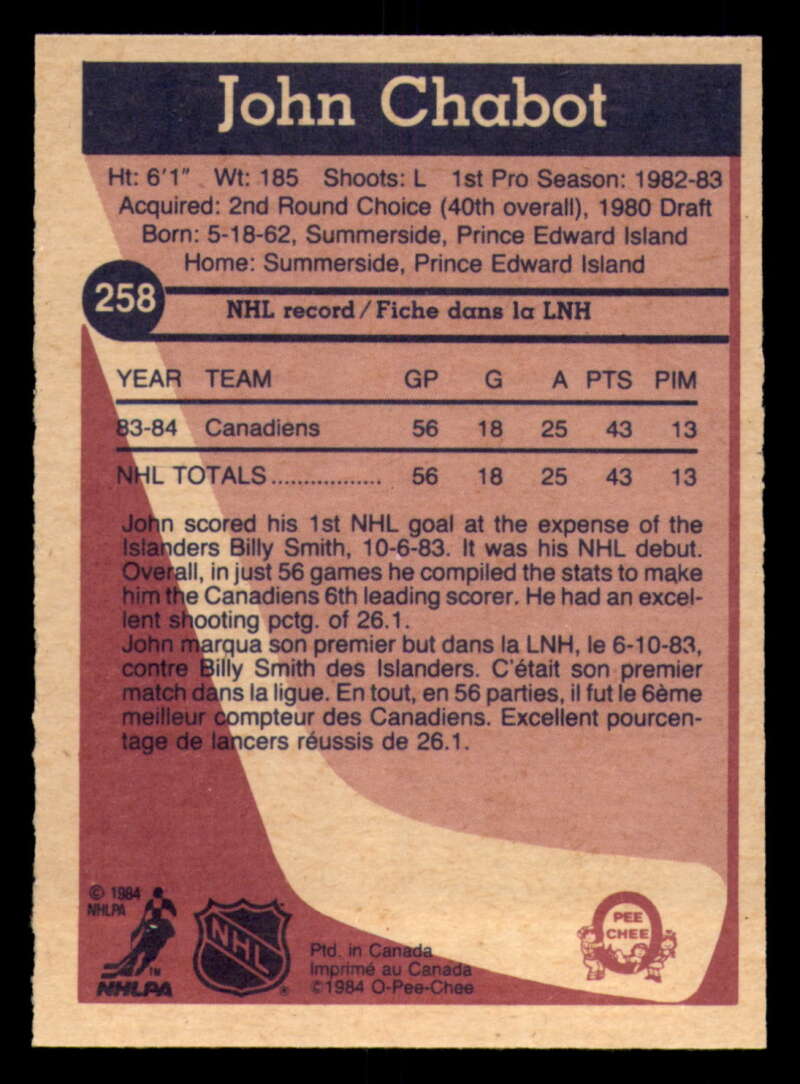 John Chabot
Ht: 6'1" Wt: 185 Shoots: L 1st Pro Season: 1982-83
Acquired: 2nd Round Choice (40th overall), 1980 Draft
Born: 5-18-62, Summerside, Prince Edward Island
Home: Summerside, Prince Edward Island
258
NHL record/Fiche dans la LNH
YEAR TEAM GP G A PTS PIM
83-84 Canadiens 56 18 25 43 13
NHL TOTALS................. 56 18 25 43 13
John scored his 1st NHL goal at the expense of the
Islanders Billy Smith, 10-6-83. It was his NHL debut.
Overall, in just 56 games he compiled the stats to make
him the Canadiens 6th leading scorer. He had an excel-
lent shooting pctg. of 26.1.
John marqua son premier but dans la LNH, le 6-10-83,
contre Billy Smith des Islanders. C'était son premier
match dans la ligue. En tout, en 56 parties, il fut le 6ème
meilleur compteur des Canadiens. Excellent pourcen-
tage de lancers réussis de 26.1.
© 1984
NHLPA
TM
NHLPA
NHL
®
Ptd. in Canada
Imprimé au Canada
©1984 O-Pee-Chee
PEE
CHEE